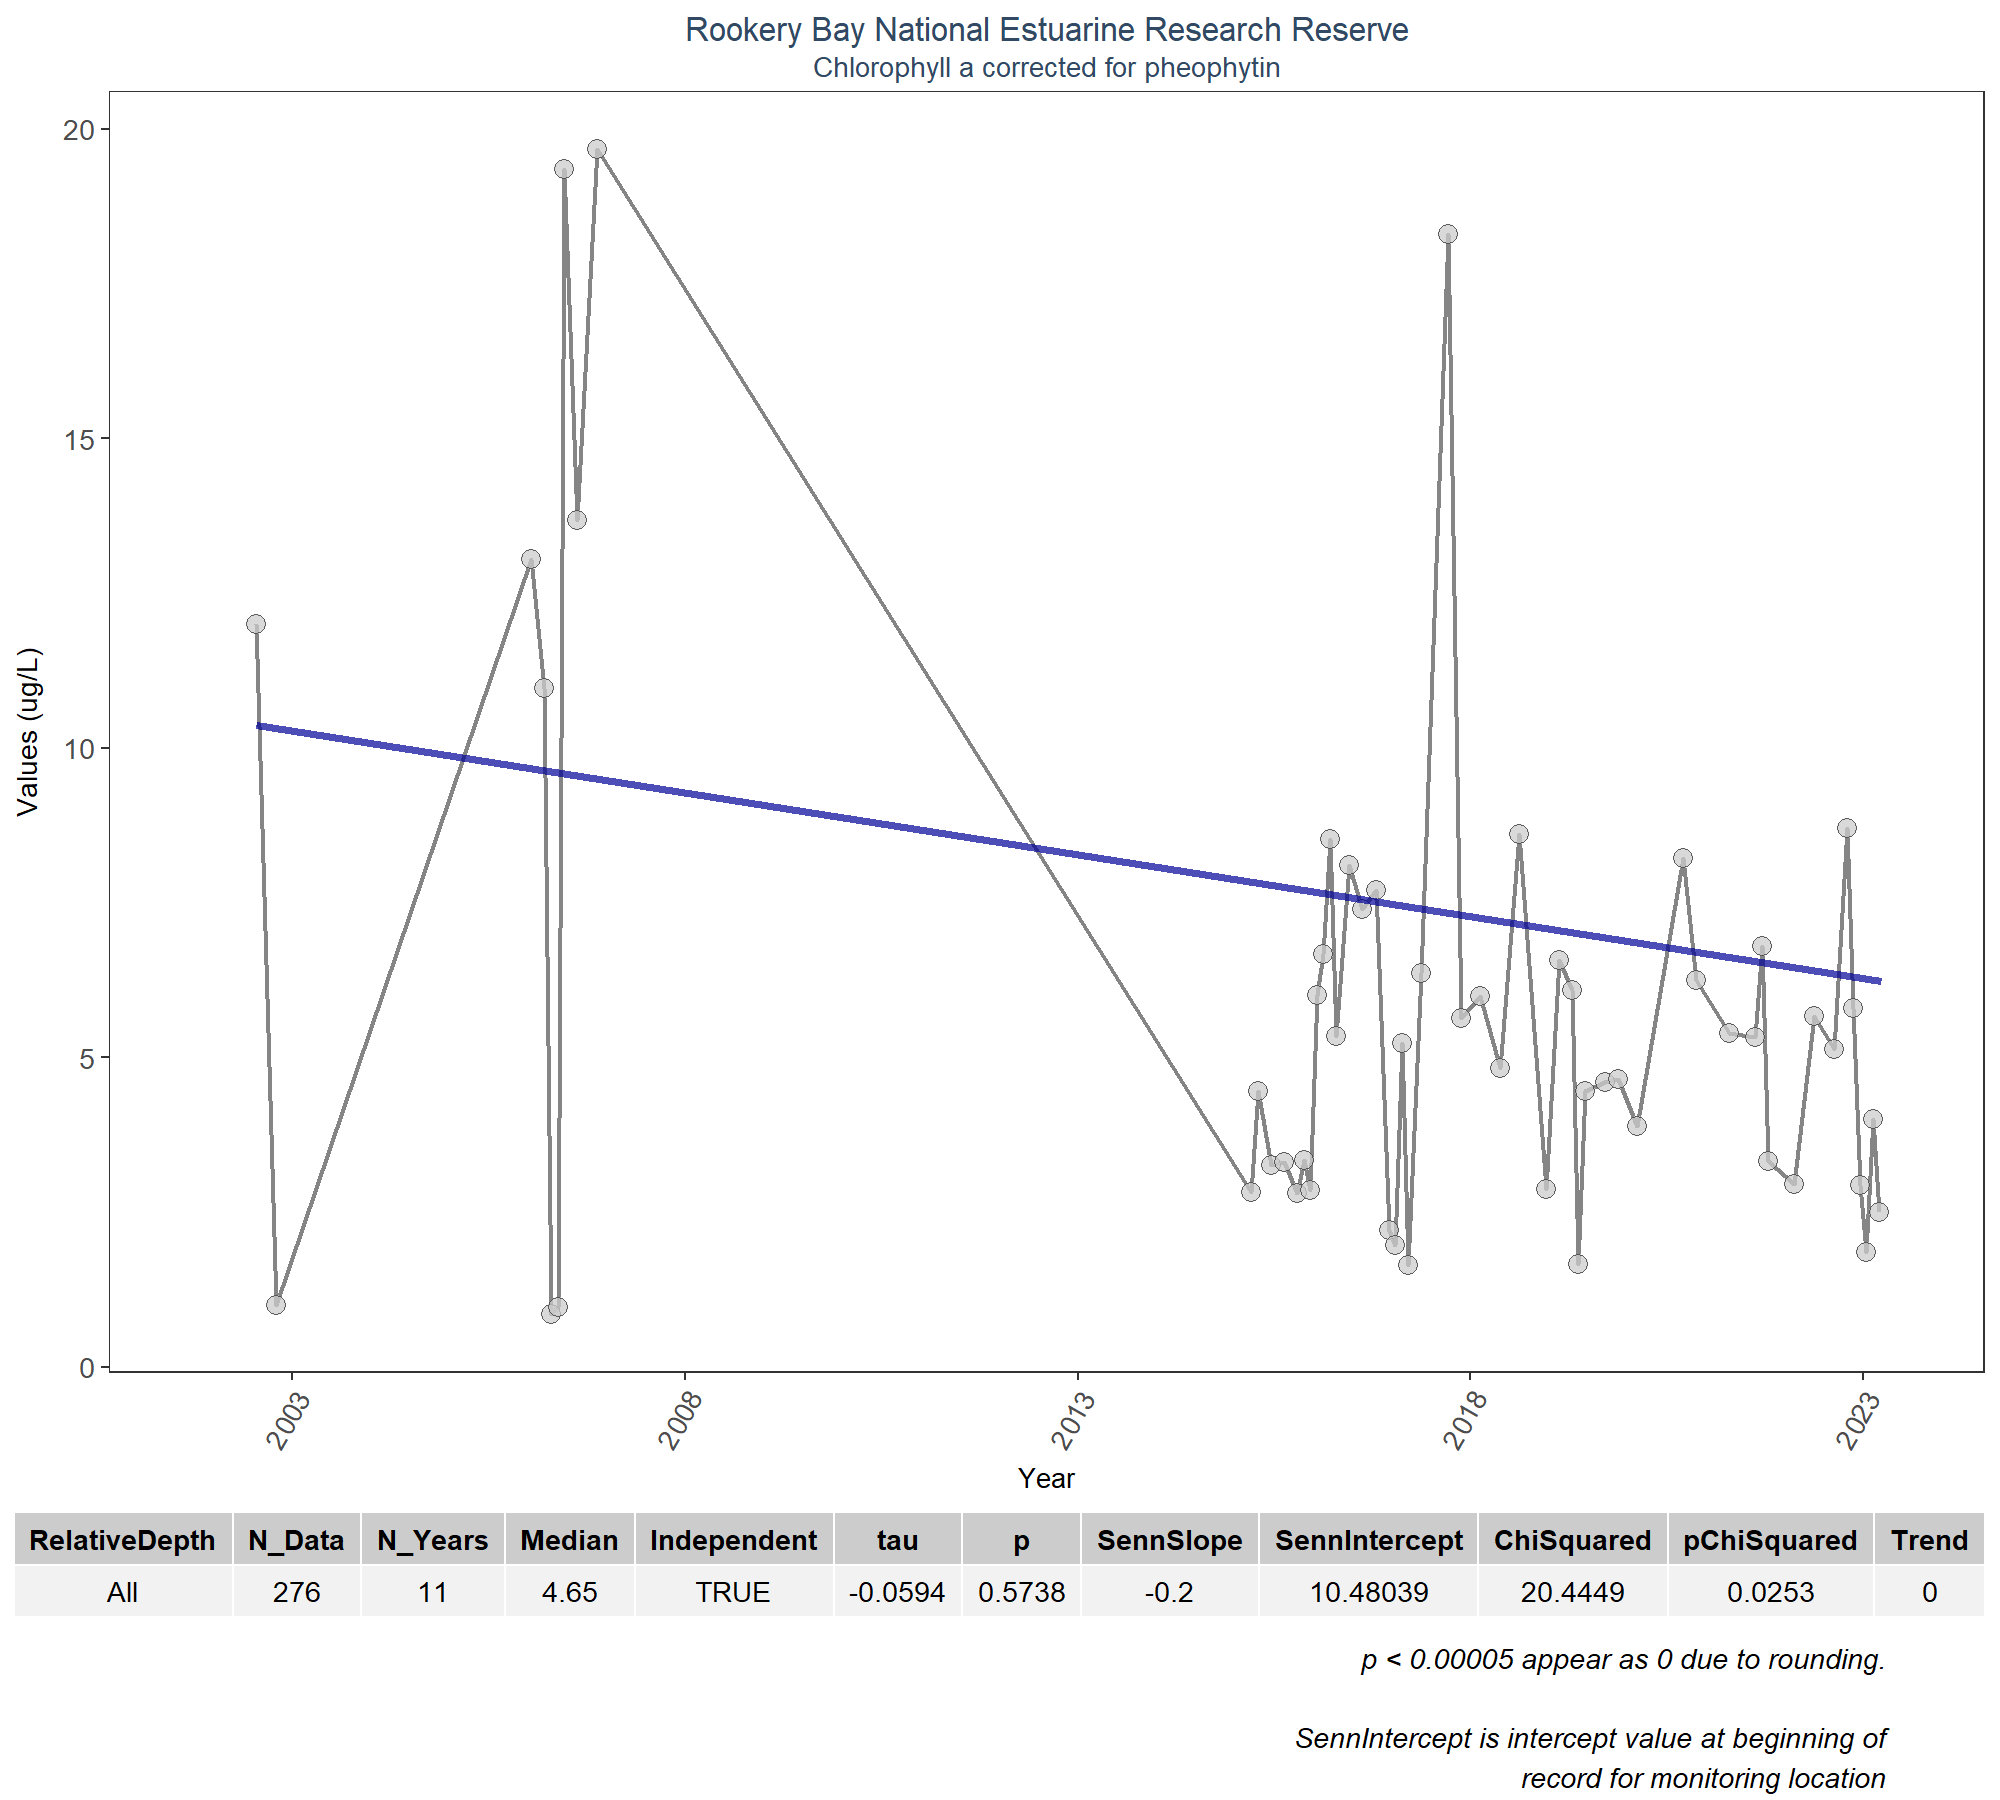 Rookery Bay National Estuarine Research Reserve
Chlorophyll a corrected for pheophytin
20
15
10
5
0
Values (ug/L)
2003 2008 2013 2018 2023
Year
RelativeDepth N_Data N_Years Median Independent tau p SennSlope SennIntercept ChiSquared pChiSquared Trend
All 276 11 4.65 TRUE -0.0594 0.5738 -0.2 10.48039 20.4449 0.0253 0
p < 0.00005 appear as 0 due to rounding.
SennIntercept is intercept value at beginning of
record for monitoring location